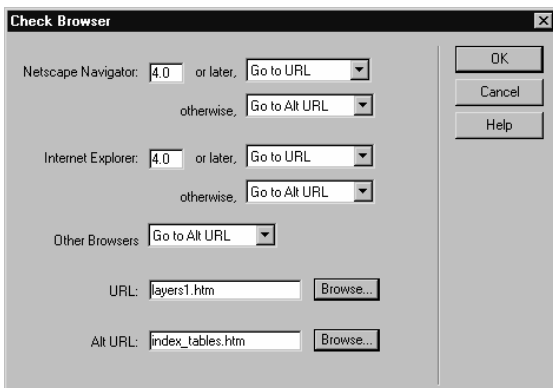 Check Browser
Netscape Navigator: 4.0 or later, Go to URL
otherwise, Go to Alt URL
Internet Explorer: 4.0 or later, Go to URL
otherwise, Go to Alt URL
Other Browsers Go to Alt URL
URL: layers1.htm Browse...
Alt URL: index_tables.htm Browse...
OK
Cancel
Help